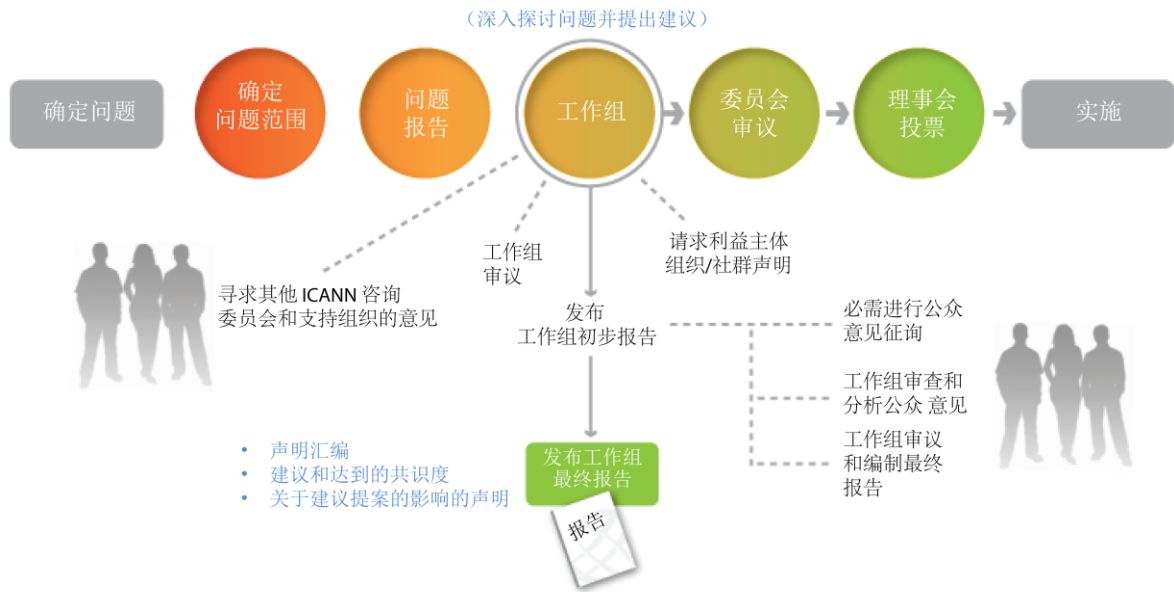 （深入探讨问题并提出建议）
确定问题
确定
问题范围
问题
报告
工作组
委员会
审议
理事会
投票
实施
寻求其他 ICANN 咨询
委员会和支持组织的意见
工作组
审议
请求利益主体
组织/社群声明
发布
工作组初步报告
必需进行公众
意见征询
工作组审查和
分析公众 意见
工作组审议
和编制最终
报告
• 声明汇编
• 建议和达到的共识度
• 关于建议提案的影响的声明
发布工作组
最终报告
报告